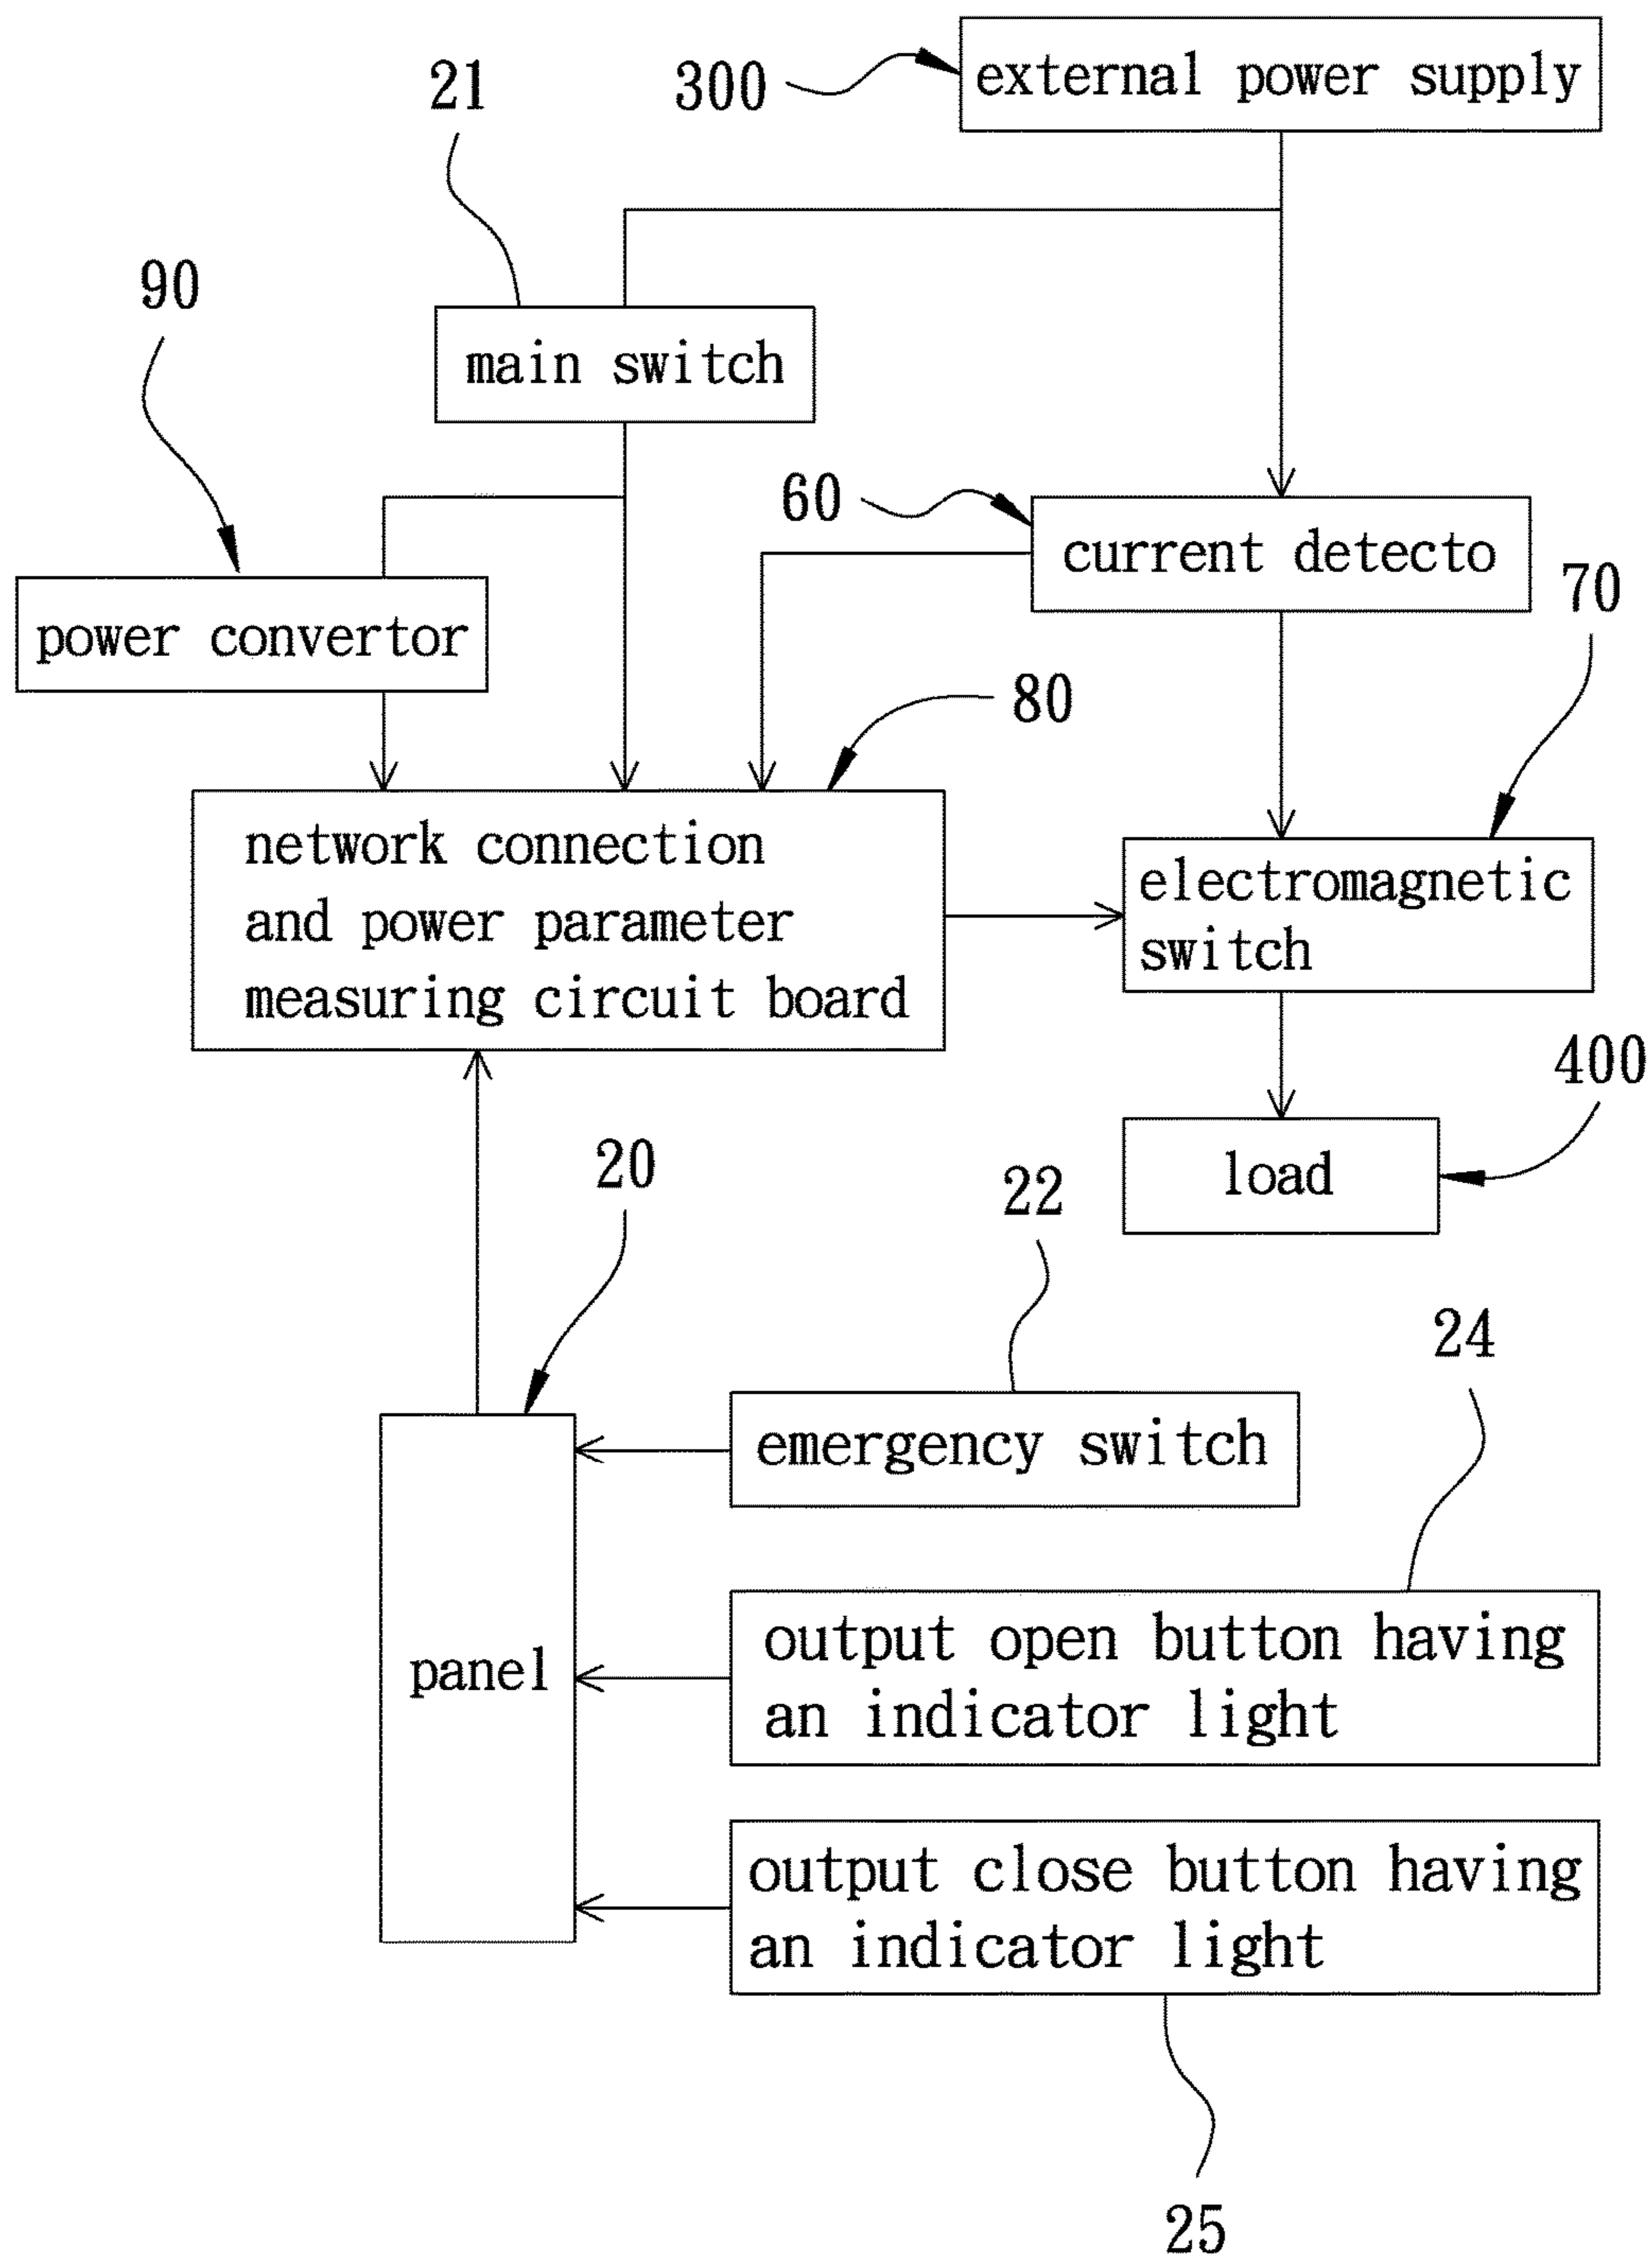 300
external power supply
21
main switch
90
60
current detecto
70
power convertor
80
network connection
and power parameter
measuring circuit board
electromagnetic
switch
400
load
20
22
emergency switch
24
panel
output open button having
an indicator light
output close button having
an indicator light
25